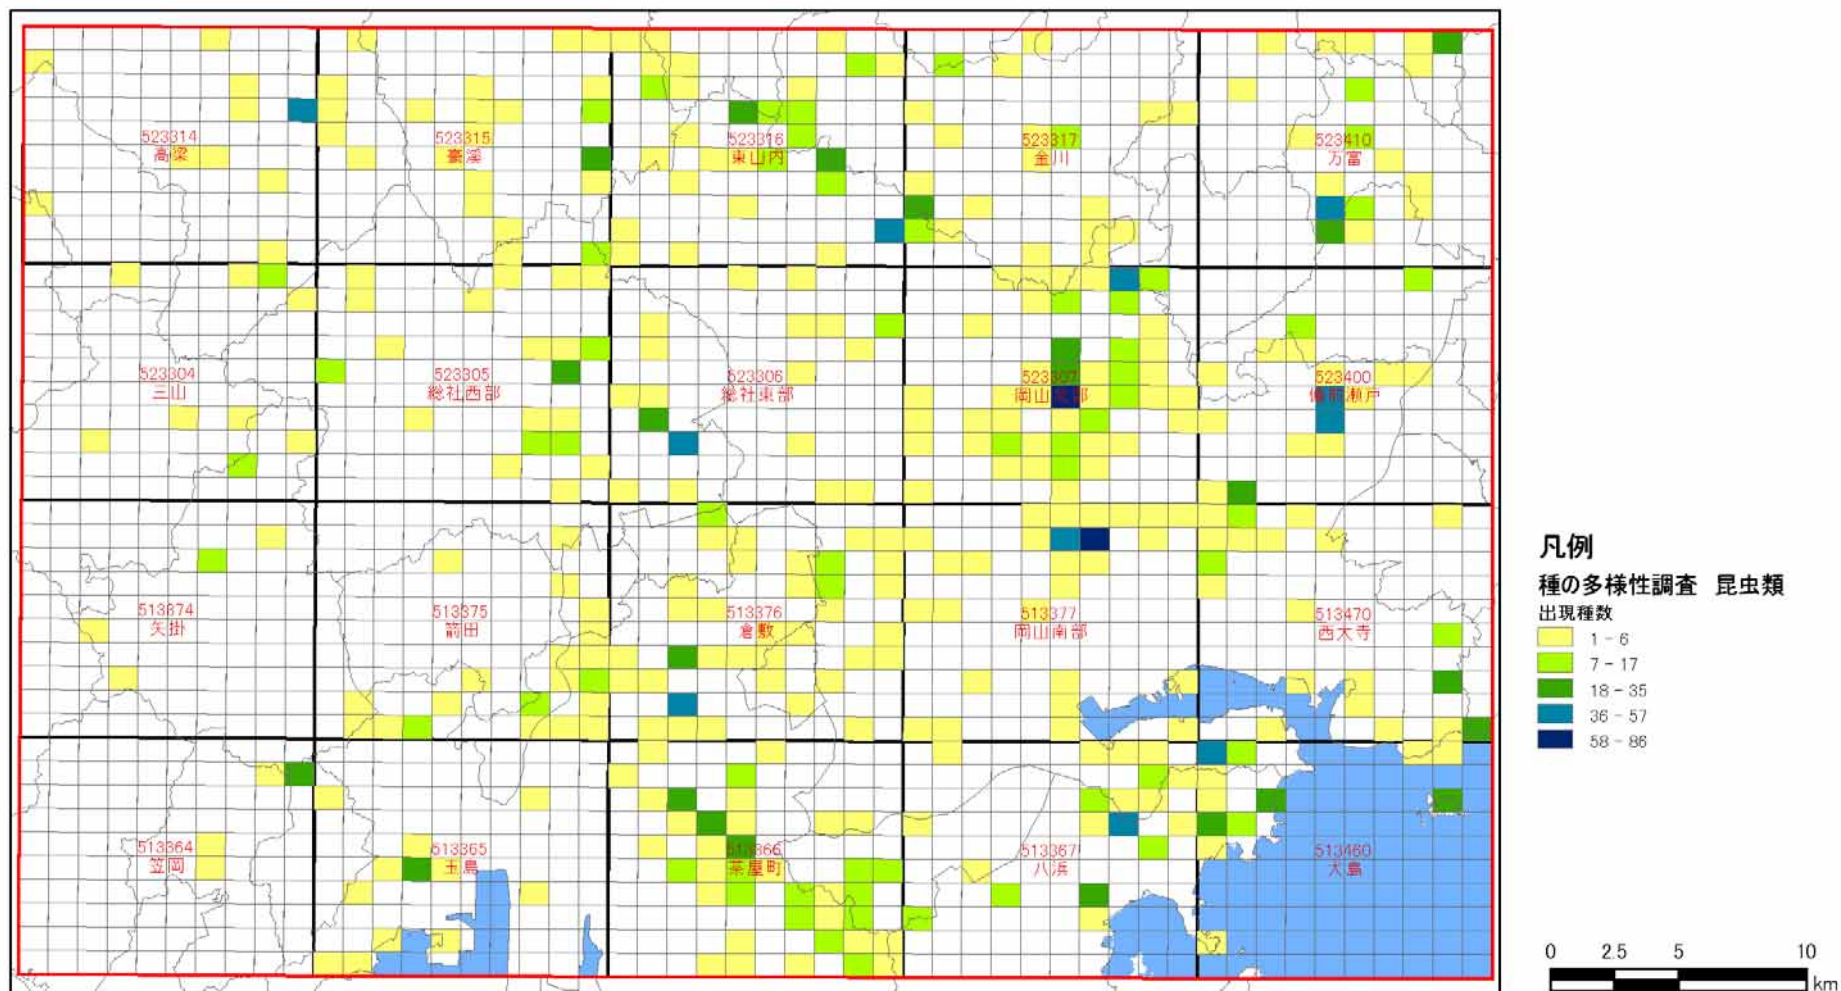 523314
高梁
523315
豪渓
523316
東山内
523317
金川
523410
万富
523304
三山
523305
総社西部
523306
総社東部
523307
岡山北部
523400
備前瀬戸
513374
矢掛
513375
箭田
513376
倉敷
513377
岡山南部
513470
西大寺
513364
笠岡
513365
玉島
513366
茶屋町
513367
八浜
513460
犬島
凡例
種の多様性調査 昆虫類
出現種数
1 - 6
7 - 17
18 - 35
36 - 57
58 - 86
0 2.5 5 10
km